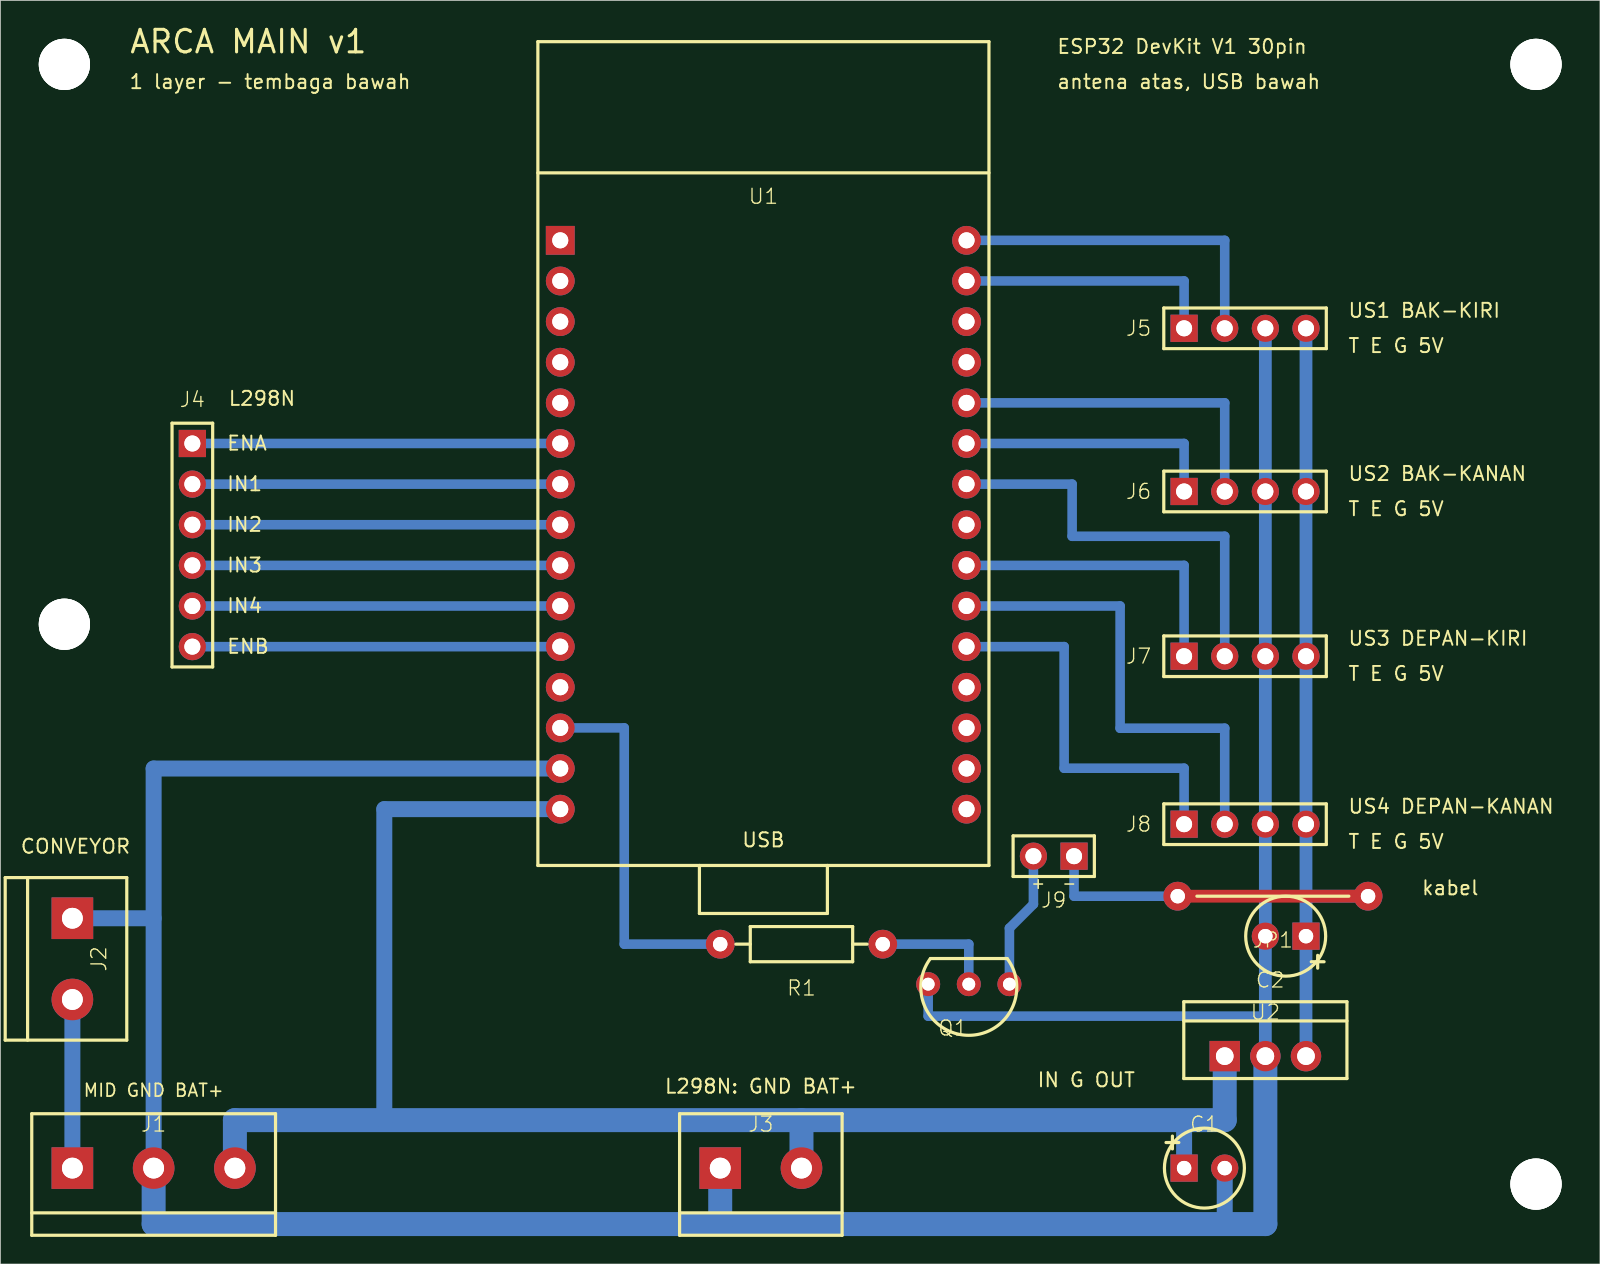 ARCA MAIN v1
1 layer - tembaga bawah
ESP32 DevKit V1 30pin
antena atas, USB bawah
U1
J5
US1 BAK-KIRI
T E G 5V
J4
L298N
ENA
IN1
IN2
IN3
IN4
ENB
J6
US2 BAK-KANAN
T E G 5V
J7
US3 DEPAN-KIRI
T E G 5V
J8
US4 DEPAN-KANAN
T E G 5V
USB
CONVEYOR
+ -
J9
kabel
J2
JP1
+
R1
C2
Q1
U2
MID GND BAT+
L298N: GND BAT+
IN G OUT
J1
J3
C1
+